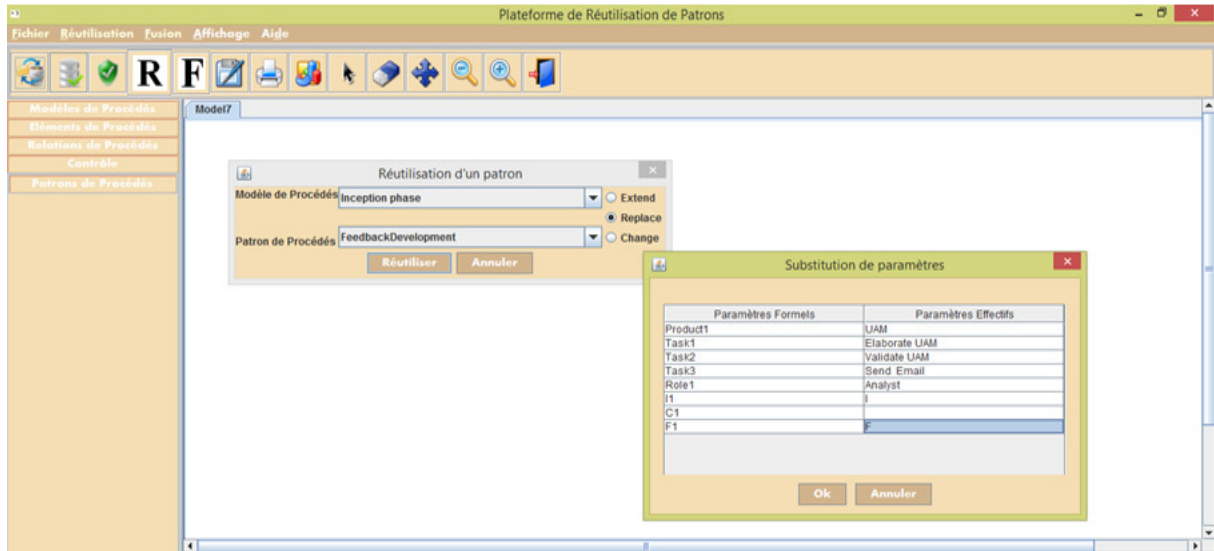 Plateforme de Réutilisation de Patrons
Fichier Réutilisation Fusion Affichage Aide
R F
Modèles de Procédés
Eléments de Procédés
Relations de Procédés
Contrôle
Patrons de Procédés
Model7
Réutilisation d'un patron
Modèle de Procédés Inception phase Extend
Replace
Patron de Procédés FeedbackDevelopment Change
Réutiliser Annuler
Substitution de paramètres
Paramètres Formels Paramètres Effectifs
Product1 UAM
Task1 Elaborate UAM
Task2 Validate UAM
Task3 Send Email
Role1 Analyst
I1 I
C1
F1 F
Ok Annuler